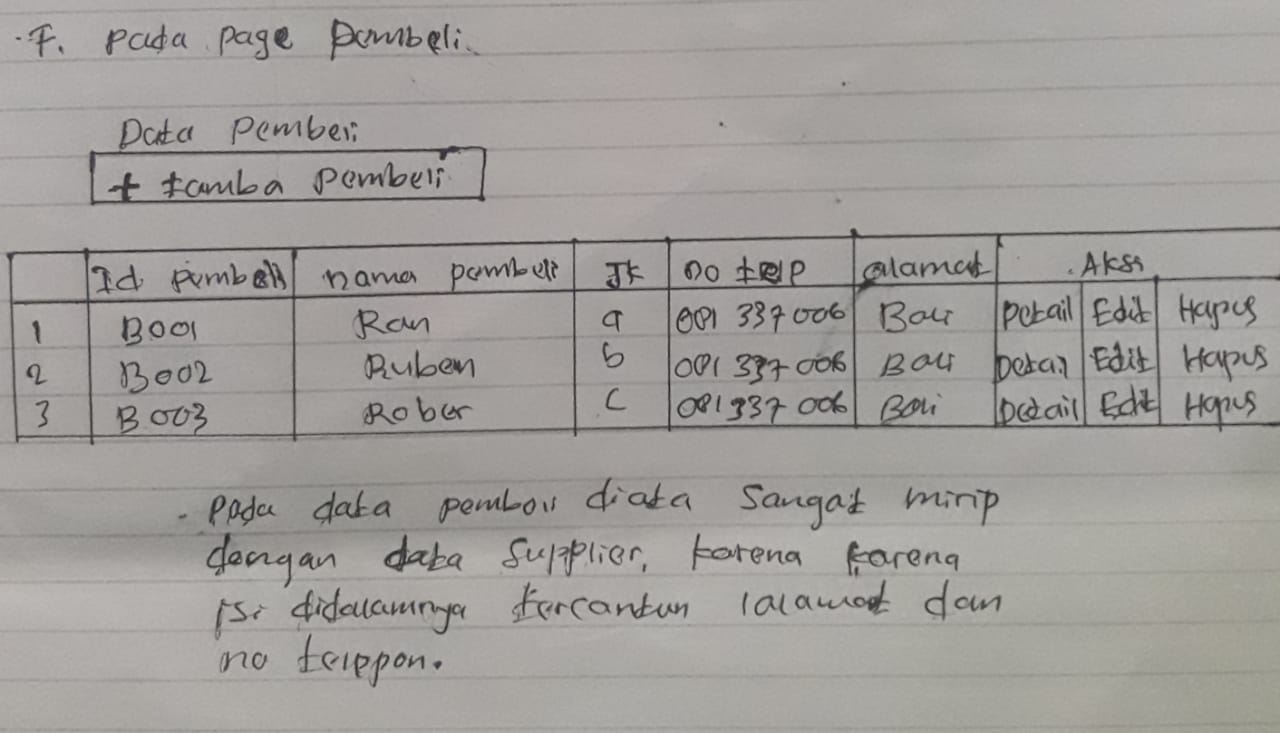 F. pada page pembeli.
Data pembeli
+ tamba pembeli
Id pembeli nama pembeli Jk no telp alamat Aksi
1 B001 Ran a 081 337 006 Bali Detail Edit Hapus
2 B002 Ruben b 081 337 006 Bali Detail Edit Hapus
3 B003 Rober c 081 337 006 Bali Detail Edit Hapus
- pada data pembeli diata sangat mirip
dengan data supplier, karena karena
isi didalamnya tercantun lalamat dan
no telppon.